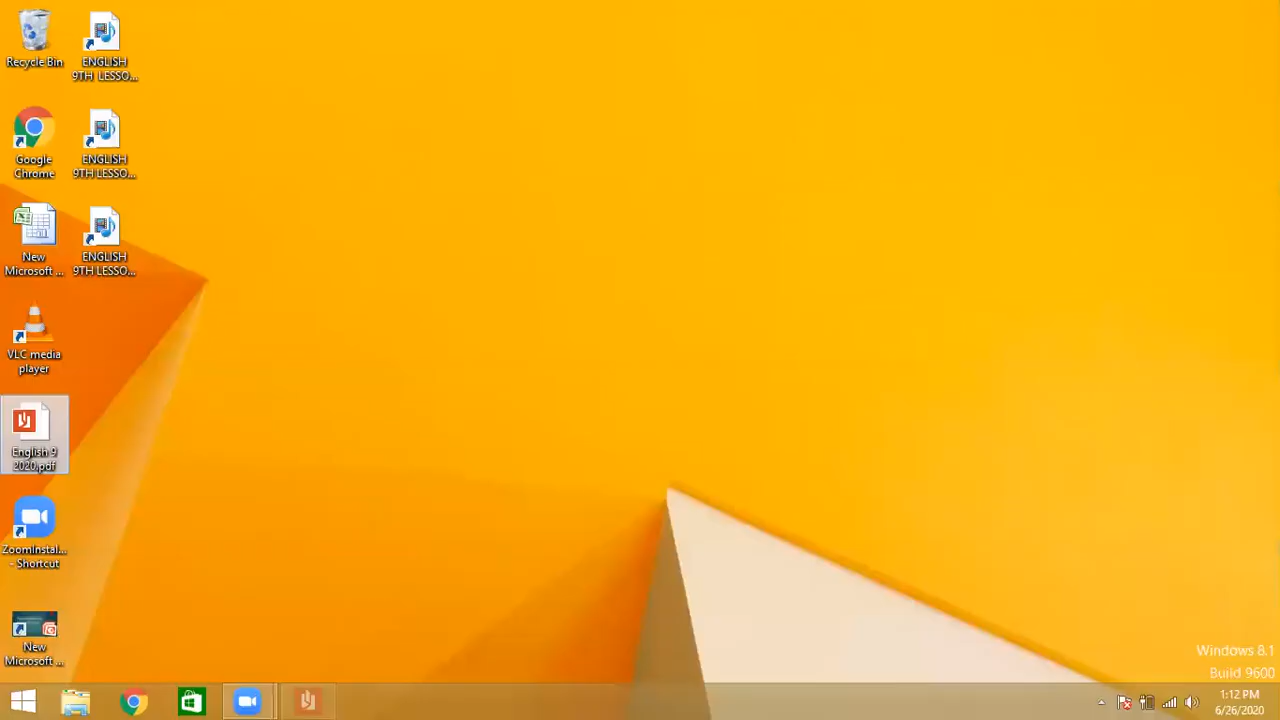 Recycle Bin
ENGLISH
9TH LESSO...
Google
Chrome
ENGLISH
9TH LESSO...
New
Microsoft ...
ENGLISH
9TH LESSO...
VLC media
player
English 9
2020.pdf
ZoomInstal...
- Shortcut
New
Microsoft ...
Windows 8.1
Build 9600
1:12 PM
6/26/2020